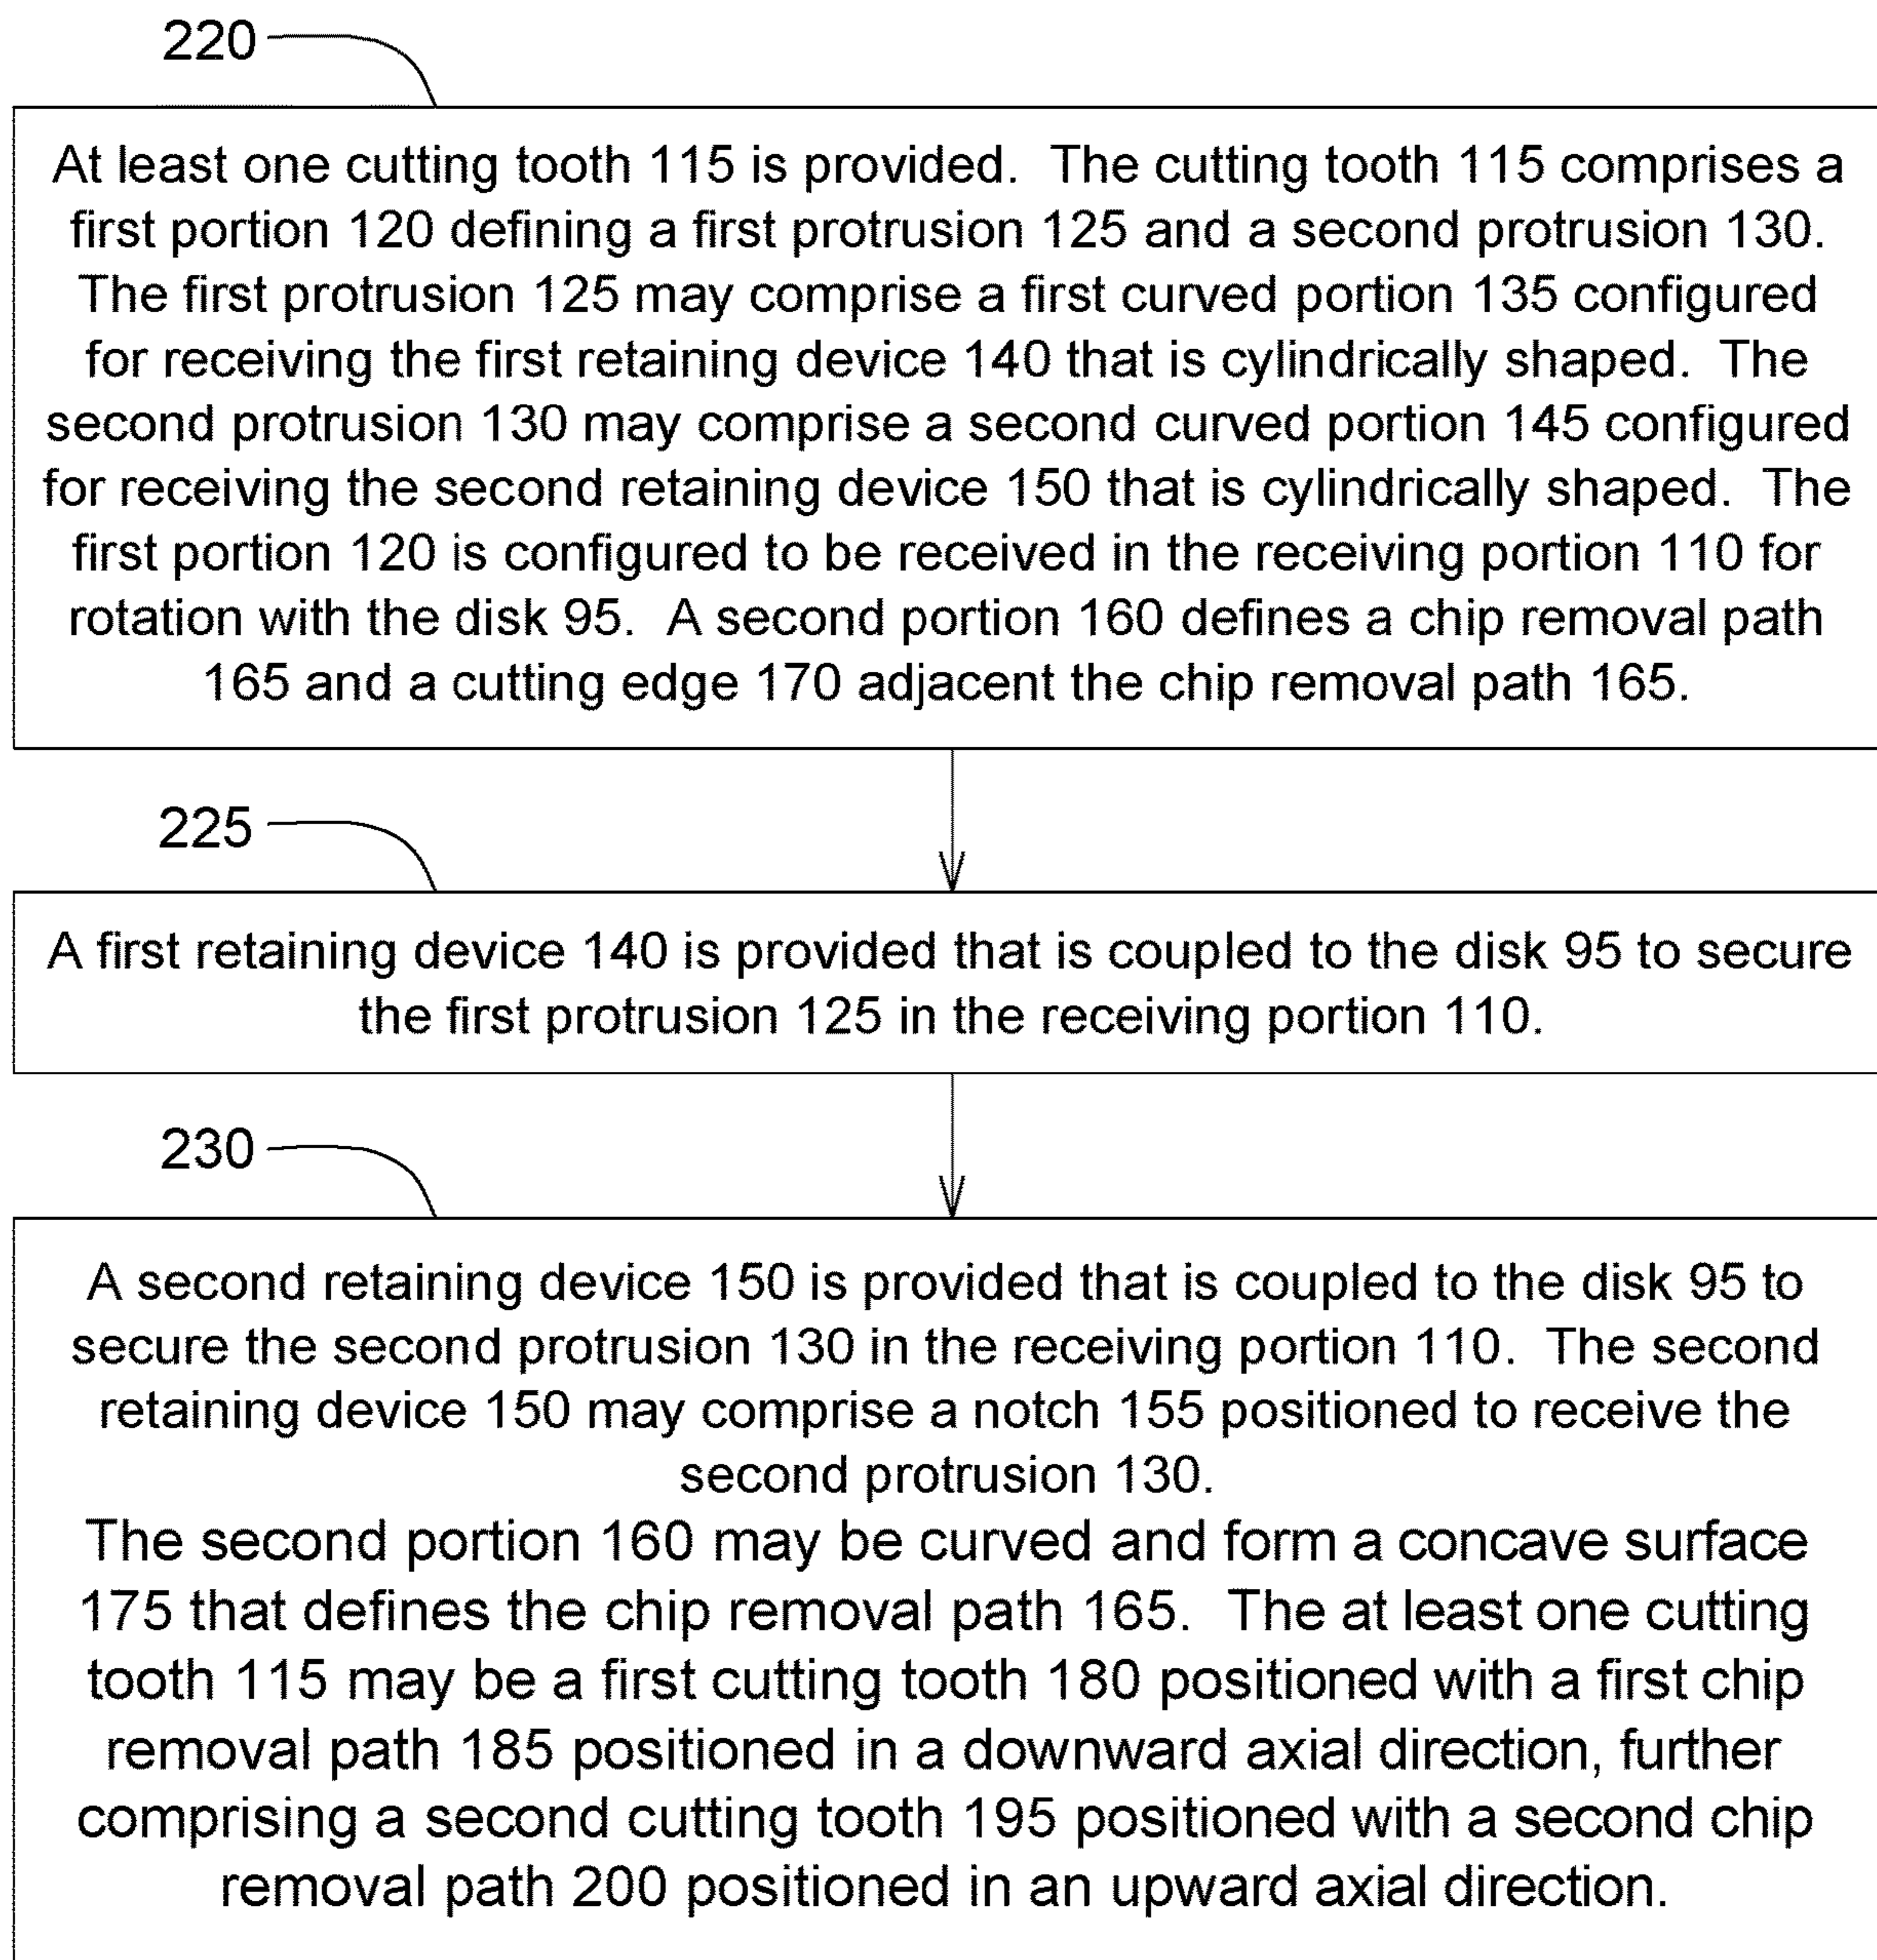 220
At least one cutting tooth 115 is provided.  The cutting tooth 115 comprises a
first portion 120 defining a first protrusion 125 and a second protrusion 130.
The first protrusion 125 may comprise a first curved portion 135 configured
for receiving the first retaining device 140 that is cylindrically shaped.  The
second protrusion 130 may comprise a second curved portion 145 configured
for receiving the second retaining device 150 that is cylindrically shaped.  The
first portion 120 is configured to be received in the receiving portion 110 for
rotation with the disk 95.  A second portion 160 defines a chip removal path
165 and a cutting edge 170 adjacent the chip removal path 165.
225
A first retaining device 140 is provided that is coupled to the disk 95 to secure
the first protrusion 125 in the receiving portion 110.
230
A second retaining device 150 is provided that is coupled to the disk 95 to
secure the second protrusion 130 in the receiving portion 110.  The second
retaining device 150 may comprise a notch 155 positioned to receive the
second protrusion 130.
The second portion 160 may be curved and form a concave surface
175 that defines the chip removal path 165.  The at least one cutting
tooth 115 may be a first cutting tooth 180 positioned with a first chip
removal path 185 positioned in a downward axial direction, further
comprising a second cutting tooth 195 positioned with a second chip
removal path 200 positioned in an upward axial direction.